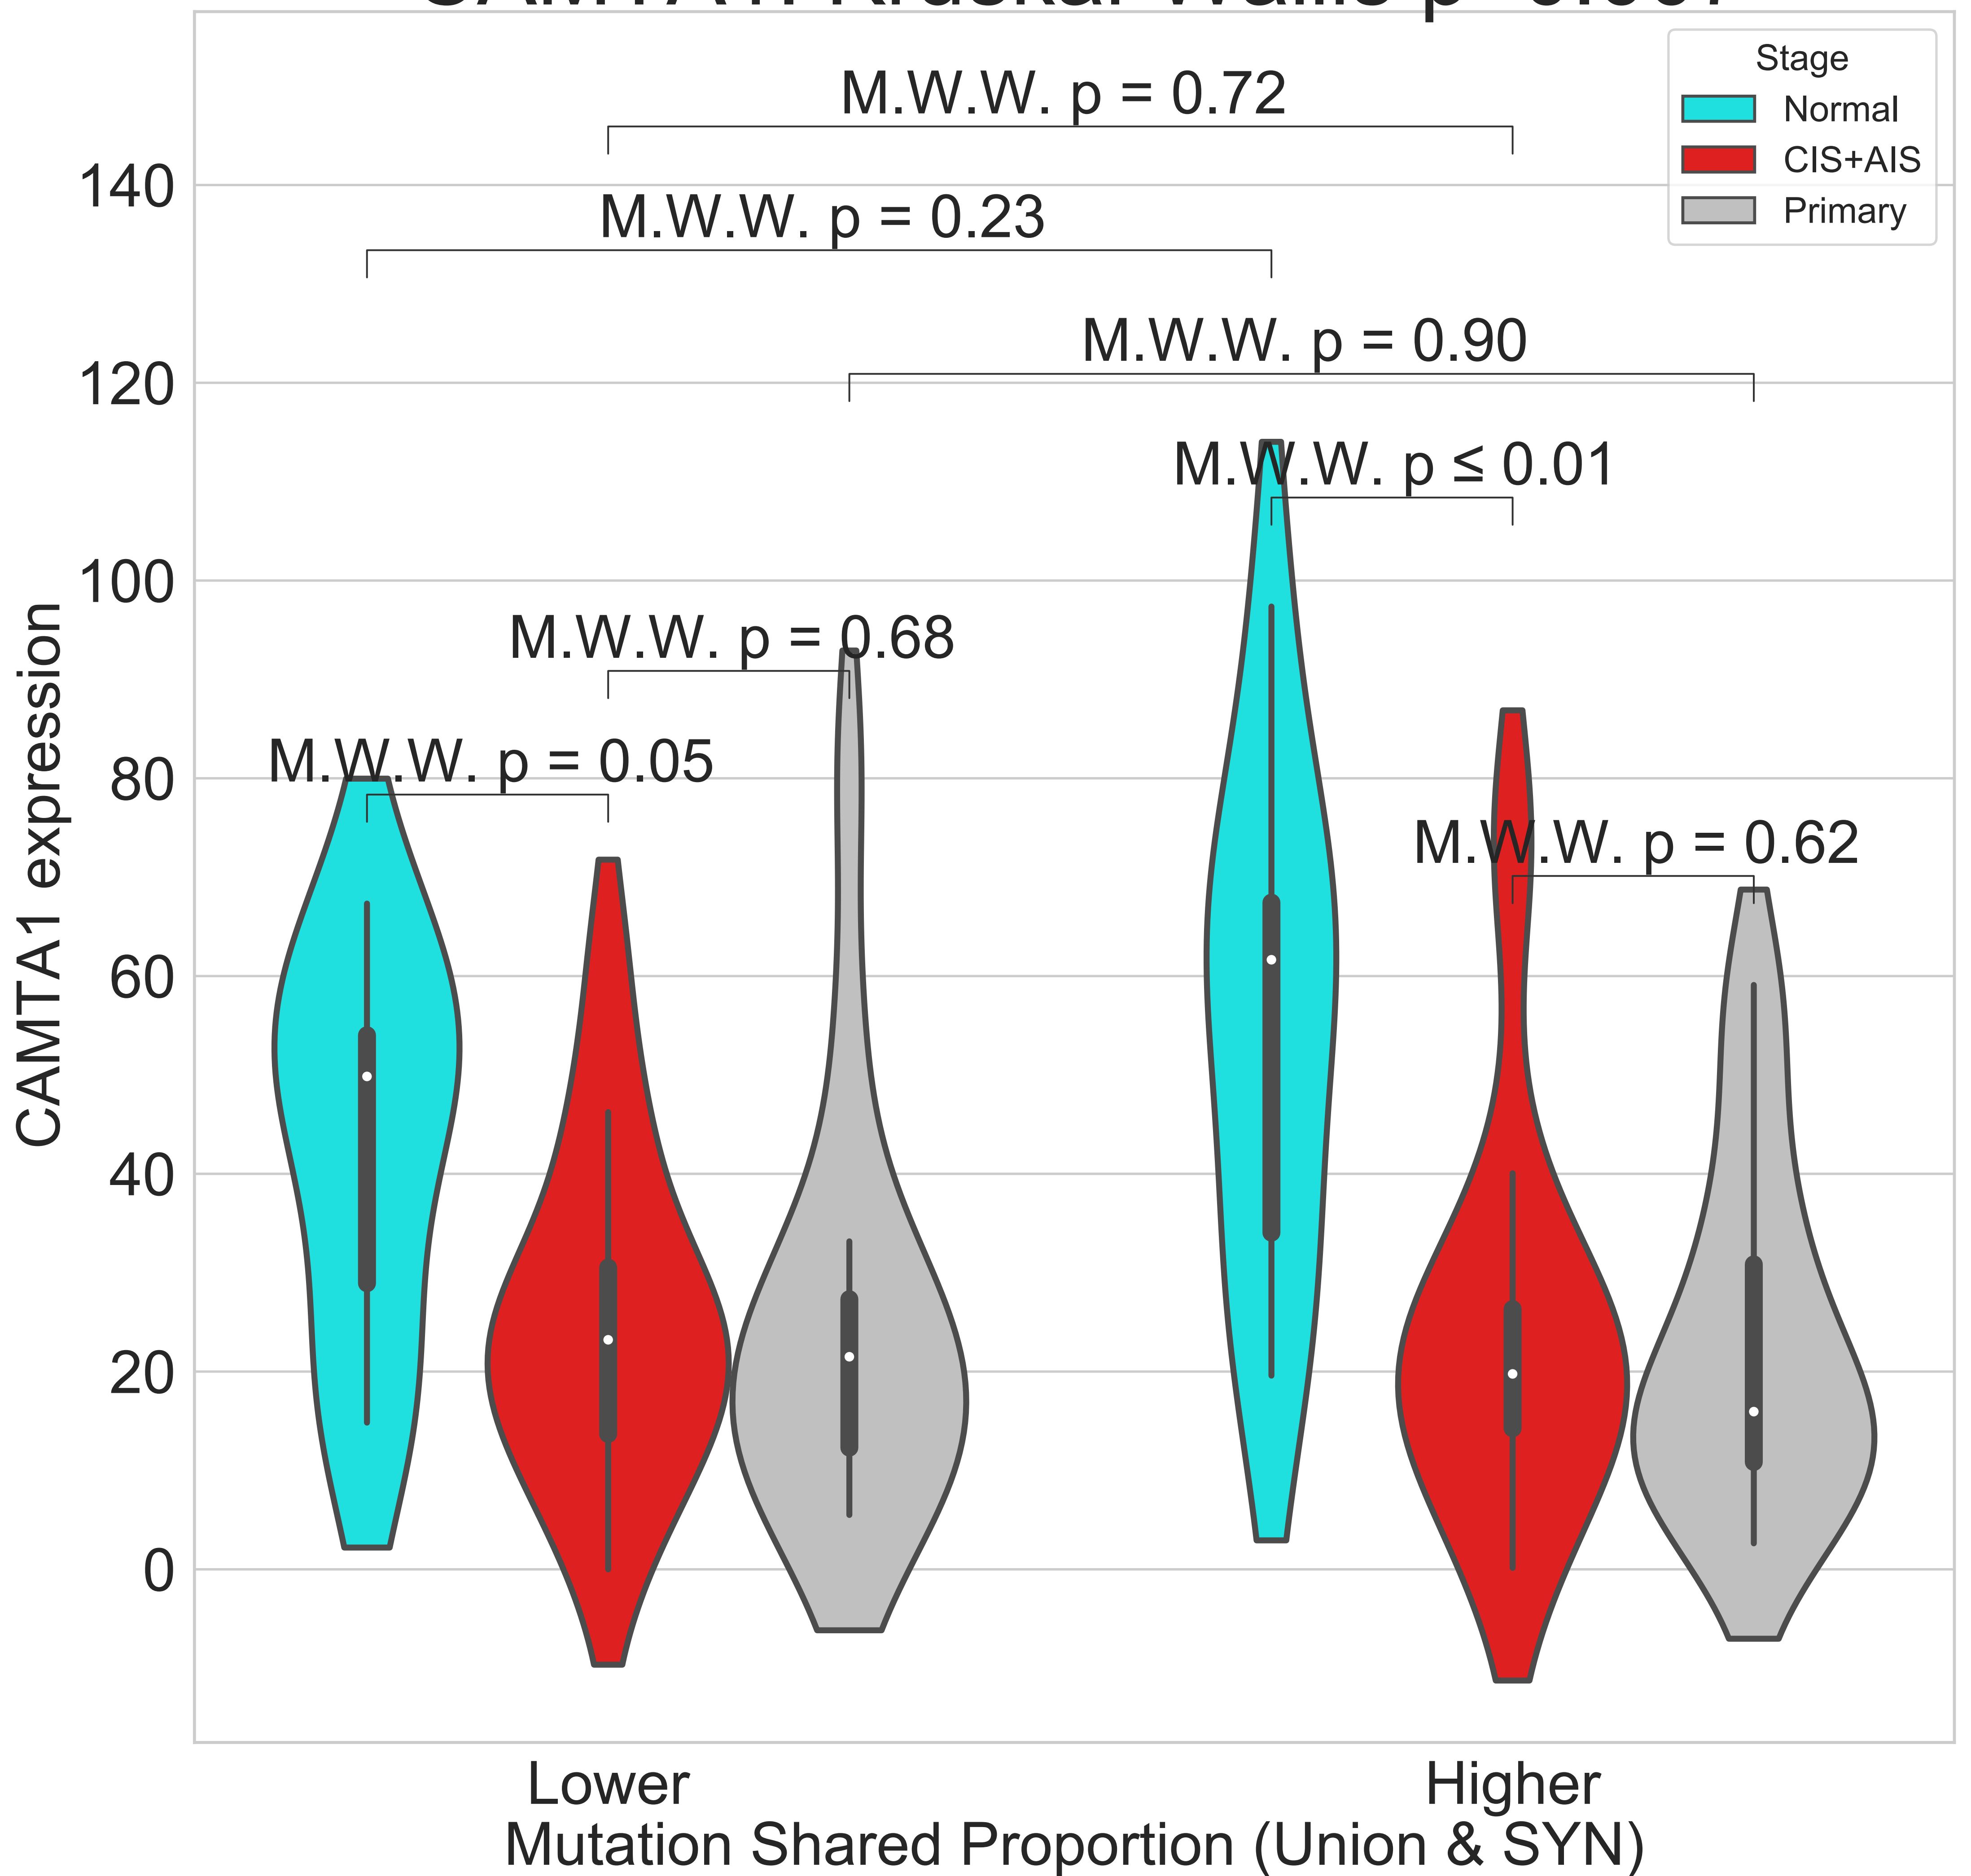 Stage
Normal
CIS+AIS
Primary
M.W.W. p = 0.72
M.W.W. p = 0.23
M.W.W. p = 0.90
M.W.W. p ≤ 0.01
M.W.W. p = 0.68
M.W.W. p = 0.05
M.W.W. p = 0.62
140
120
100
80
60
40
20
0
CAMTA1 expression
Lower
Higher
Mutation Shared Proportion (Union & SYN)